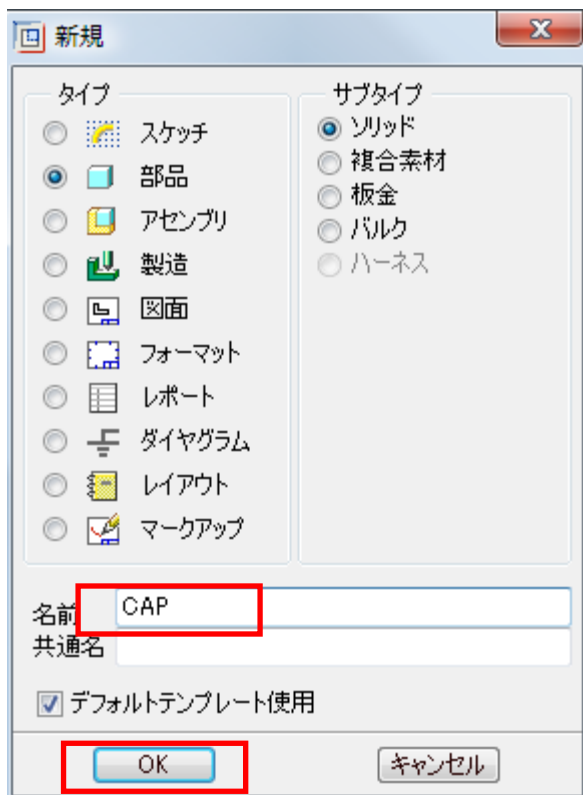 新規
タイプ
スケッチ
部品
アセンブリ
製造
図面
フォーマット
レポート
ダイヤグラム
レイアウト
マークアップ
サブタイプ
ソリッド
複合素材
板金
バルク
ハーネス
名前 CAP
共通名
デフォルトテンプレート使用
OK キャンセル